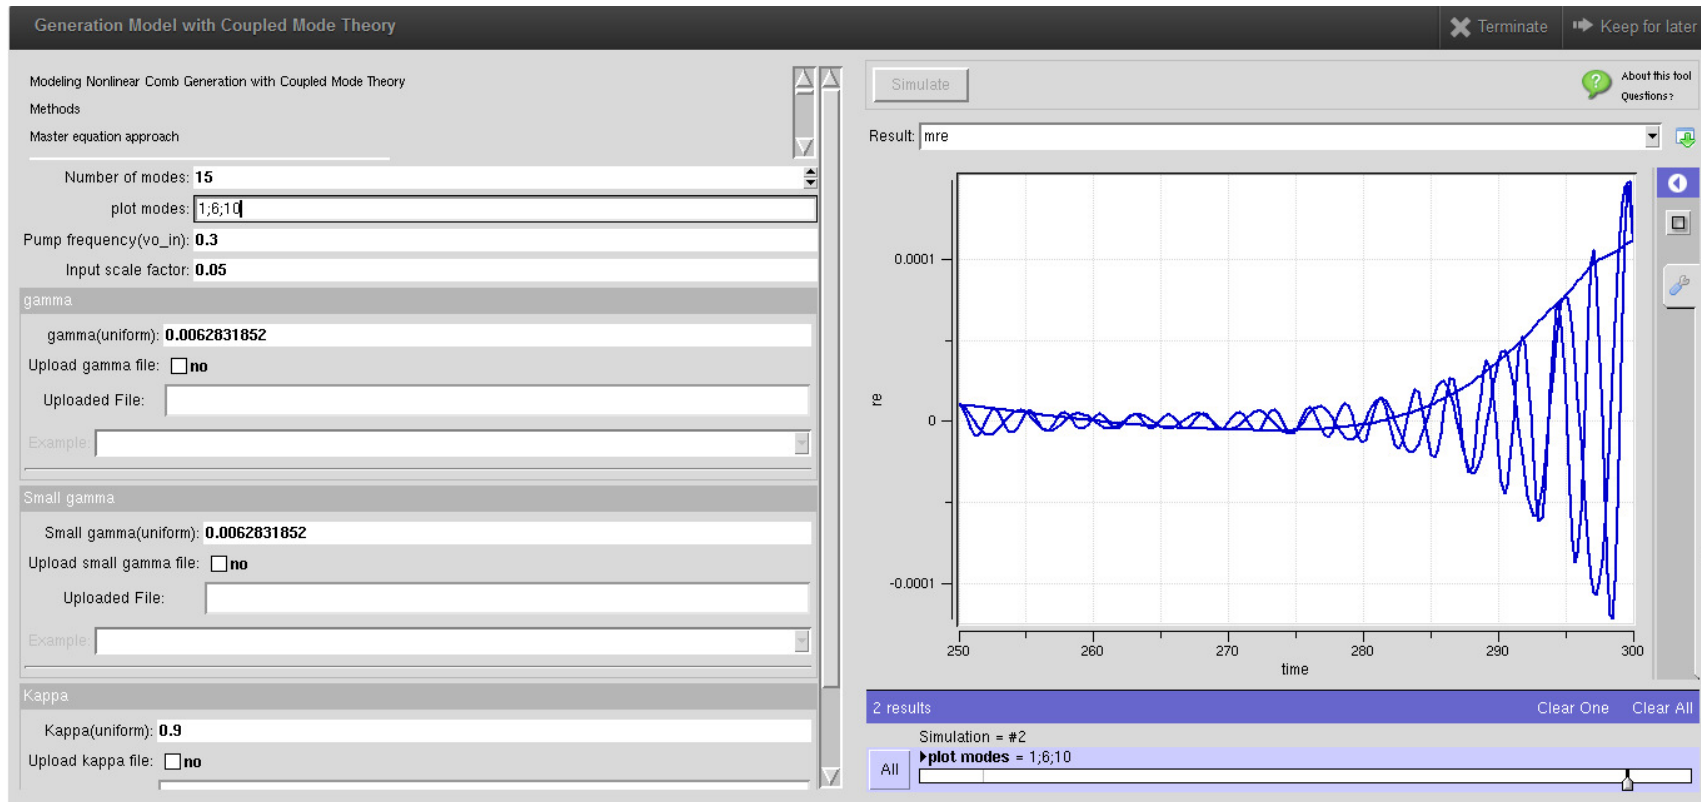 Generation Model with Coupled Mode Theory
Terminate
Keep for later
Modeling Nonlinear Comb Generation with Coupled Mode Theory
Methods
Master equation approach
Number of modes: 15
plot modes: 1;6;10
Pump frequency(vo_in): 0.3
Input scale factor: 0.05
gamma
gamma(uniform): 0.0062831852
Upload gamma file: no
Uploaded File:
Example:
Small gamma
Small gamma(uniform): 0.0062831852
Upload small gamma file: no
Uploaded File:
Example:
Kappa
Kappa(uniform): 0.9
Upload kappa file: no
Simulate
?
About this tool
Questions?
Result: mre
0.0001
0
-0.0001
re
250 260 270 280 290 300
time
2 results
Clear One
Clear All
Simulation = #2
All
plot modes = 1;6;10